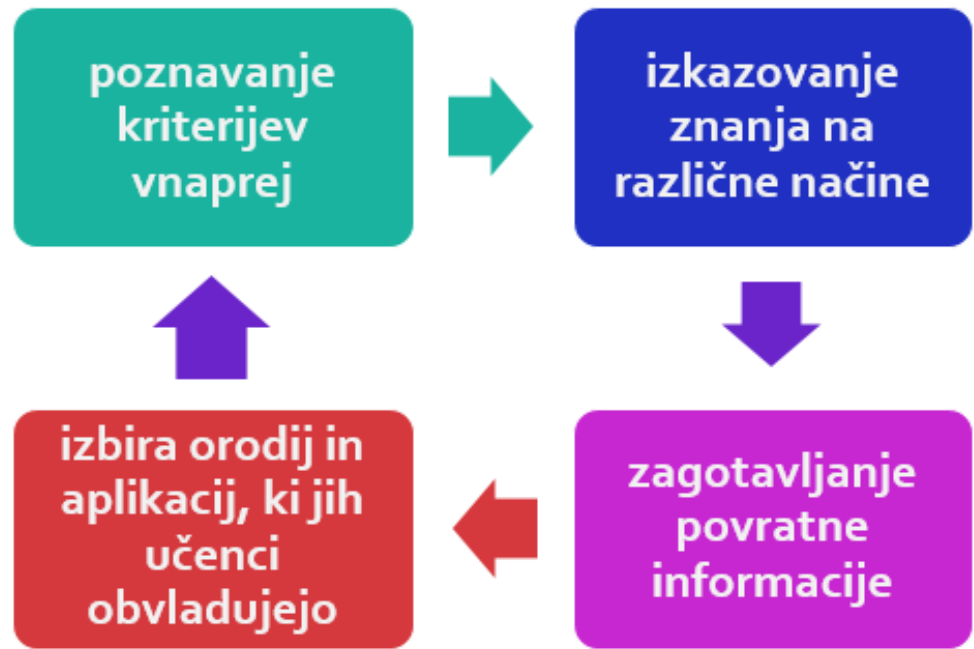 poznavanje
kriterijev
vnaprej
izkazovanje
znanja na
različne načine
zagotavljanje
povratne
informacije
izbira orodij in
aplikacij, ki jih
učenci
obvladujejo